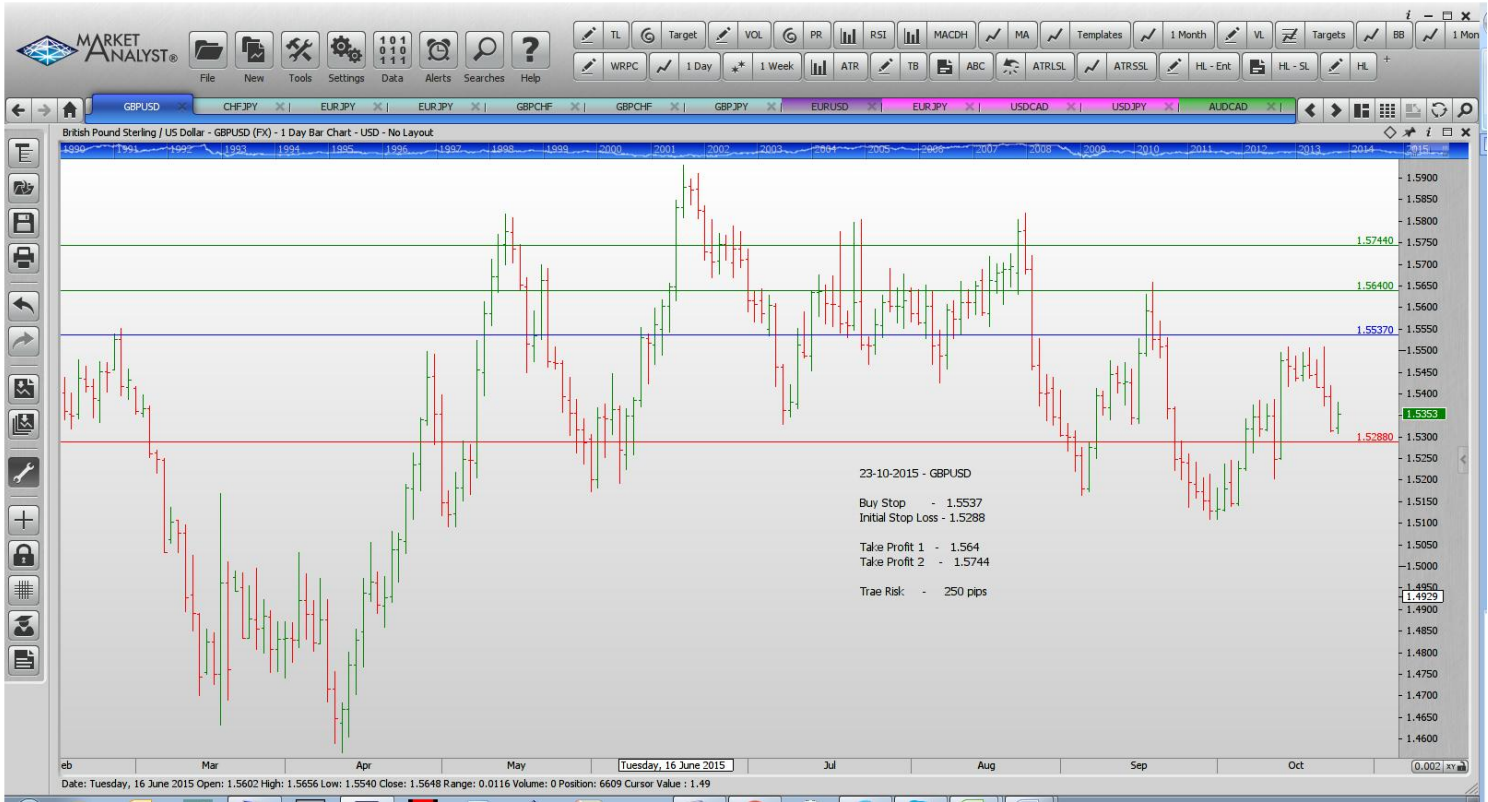 MARKET
ANALYST®
File New Tools Settings Data Alerts Searches Help
TL Target VOL PR RSI MACDH MA Templates 1 Month VL Targets BB 1 Mon
WRPC 1 Day 1 Week ATR TB ABC ATRLSL ATRSSL HL - Ent HL - SL HL
GBPUSD CHFJPY EURJPY EURJPY GBPCHF GBPCHF GBPJPY EURUSD EURJPY USDCAD USDJPY AUDCAD
British Pound Sterling / US Dollar - GBPUSD (FX) - 1 Day Bar Chart - USD - No Layout
1990 1991 1992 1993 1994 1995 1996 1997 1998 1999 2000 2001 2002 2003 2004 2005 2006 2007 2008 2009 2010 2011 2012 2013 2014 2015
1.5900
1.5850
1.5800
1.57440
1.5750
1.5700
1.5650
1.56400
1.5600
1.5550
1.55370
1.5500
1.5450
1.5400
1.5353
1.5300
1.52880
1.5250
1.5200
1.5150
1.5100
1.5050
1.5000
1.4950
1.4929
1.4900
1.4850
1.4800
1.4750
1.4700
1.4650
1.4600
23-10-2015 - GBPUSD
Buy Stop - 1.5537
Initial Stop Loss - 1.5288
Take Profit 1 - 1.564
Take Profit 2 - 1.5744
Trae Risk - 250 pips
eb Mar Apr May Tuesday, 16 June 2015 Jul Aug Sep Oct 0.002 XY
Date: Tuesday, 16 June 2015 Open: 1.5602 High: 1.5656 Low: 1.5540 Close: 1.5648 Range: 0.0116 Volume: 0 Position: 6609 Cursor Value : 1.49